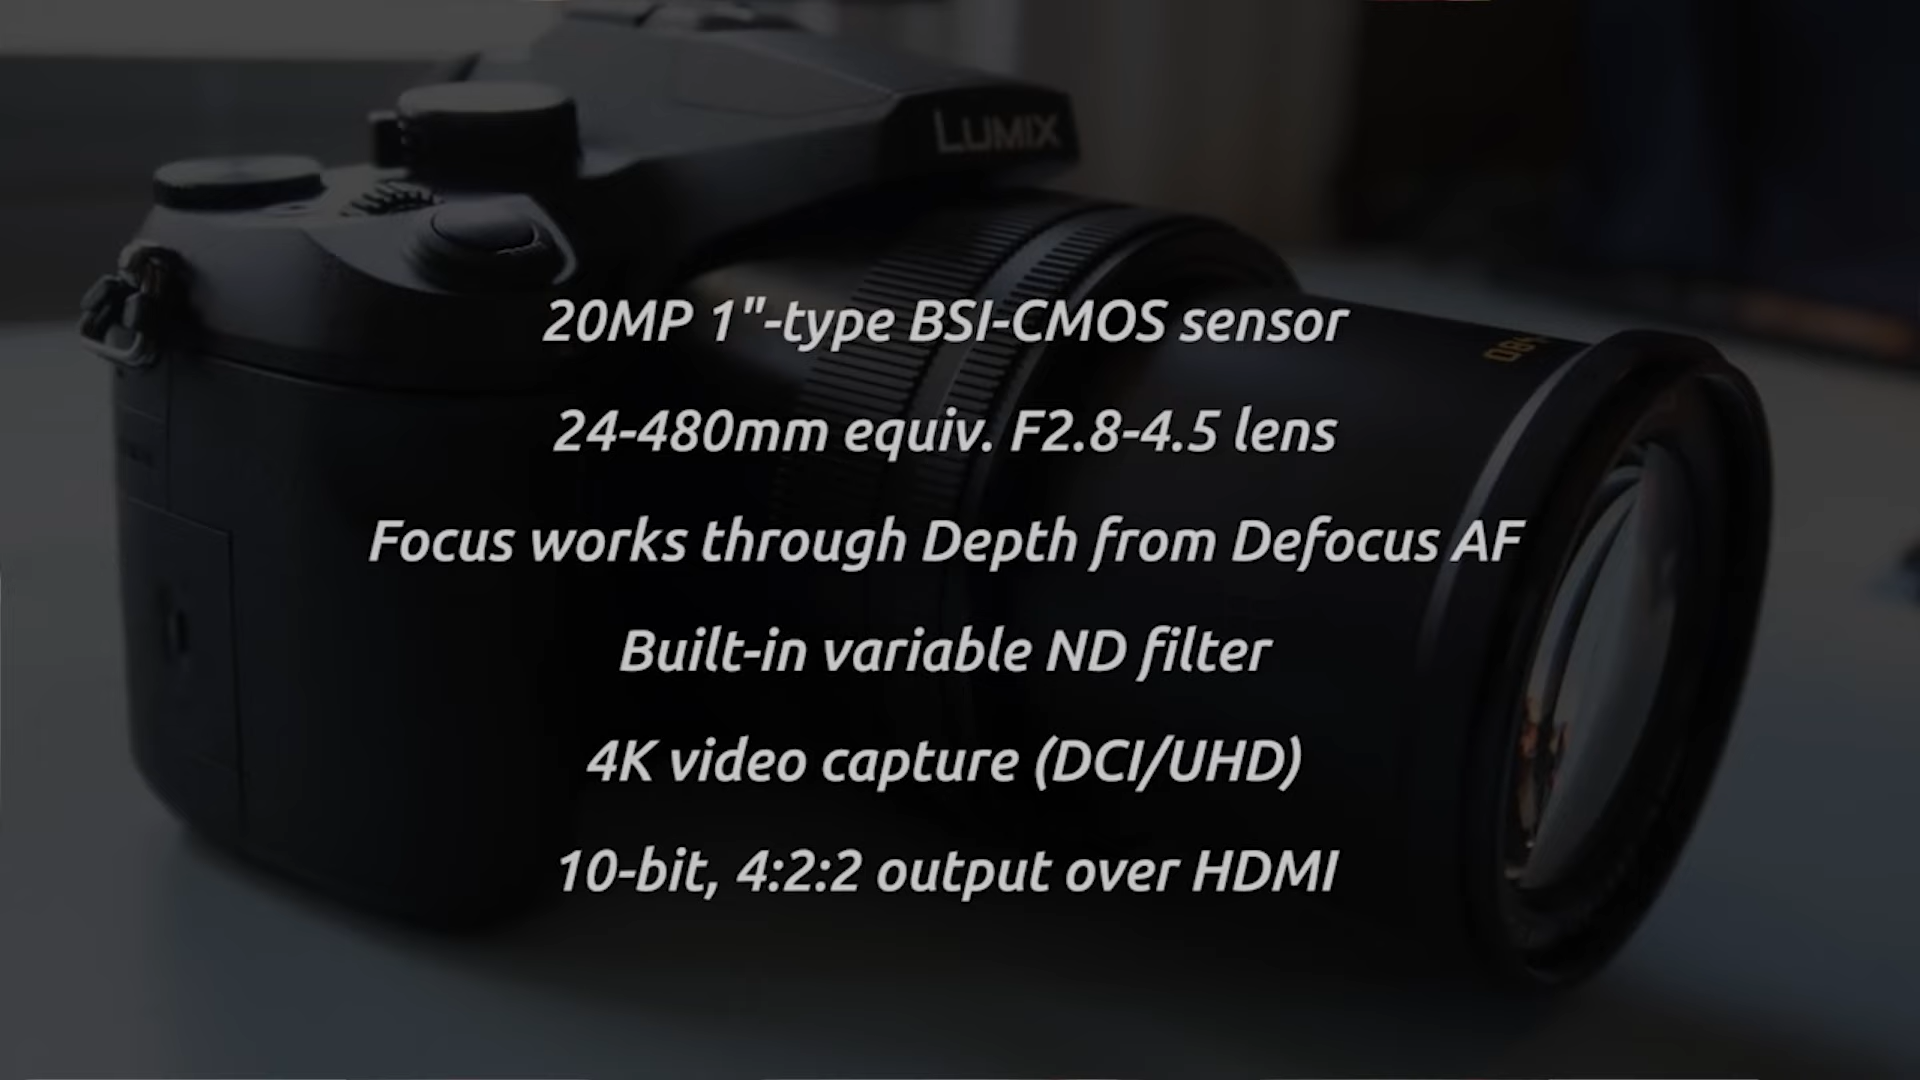 LUMIX
20MP 1"-type BSI-CMOS sensor
24-480mm equiv. F2.8-4.5 lens
Focus works through Depth from Defocus AF
Built-in variable ND filter
4K video capture (DCI/UHD)
10-bit, 4:2:2 output over HDMI